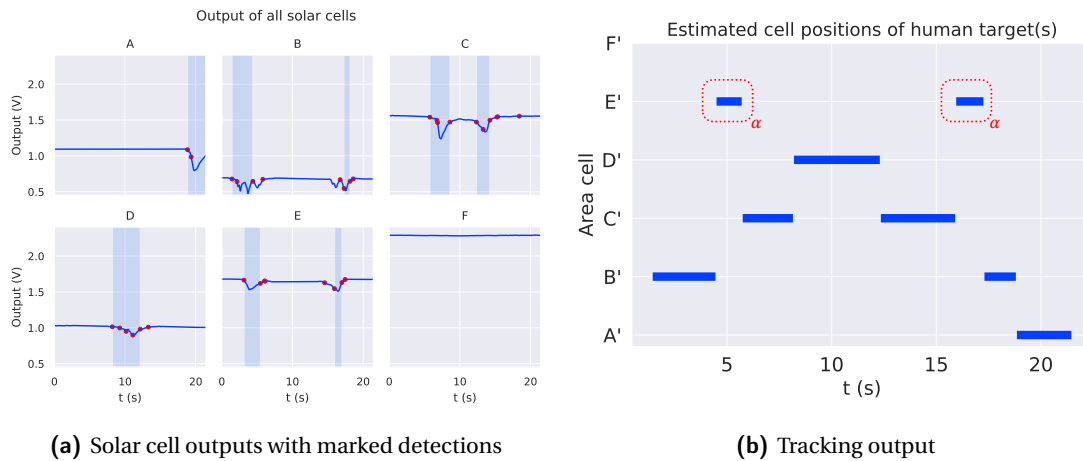 Output of all solar cells
A
B
C
2.0
1.5
1.0
0.5
Output (V)
D
E
F
2.0
1.5
1.0
0.5
Output (V)
0
10
20
0
10
20
0
10
20
t (s)
t (s)
t (s)
(a) Solar cell outputs with marked detections
Estimated cell positions of human target(s)
F'
E'
D'
C'
B'
A'
Area cell
α
α
5
10
15
20
t (s)
(b) Tracking output